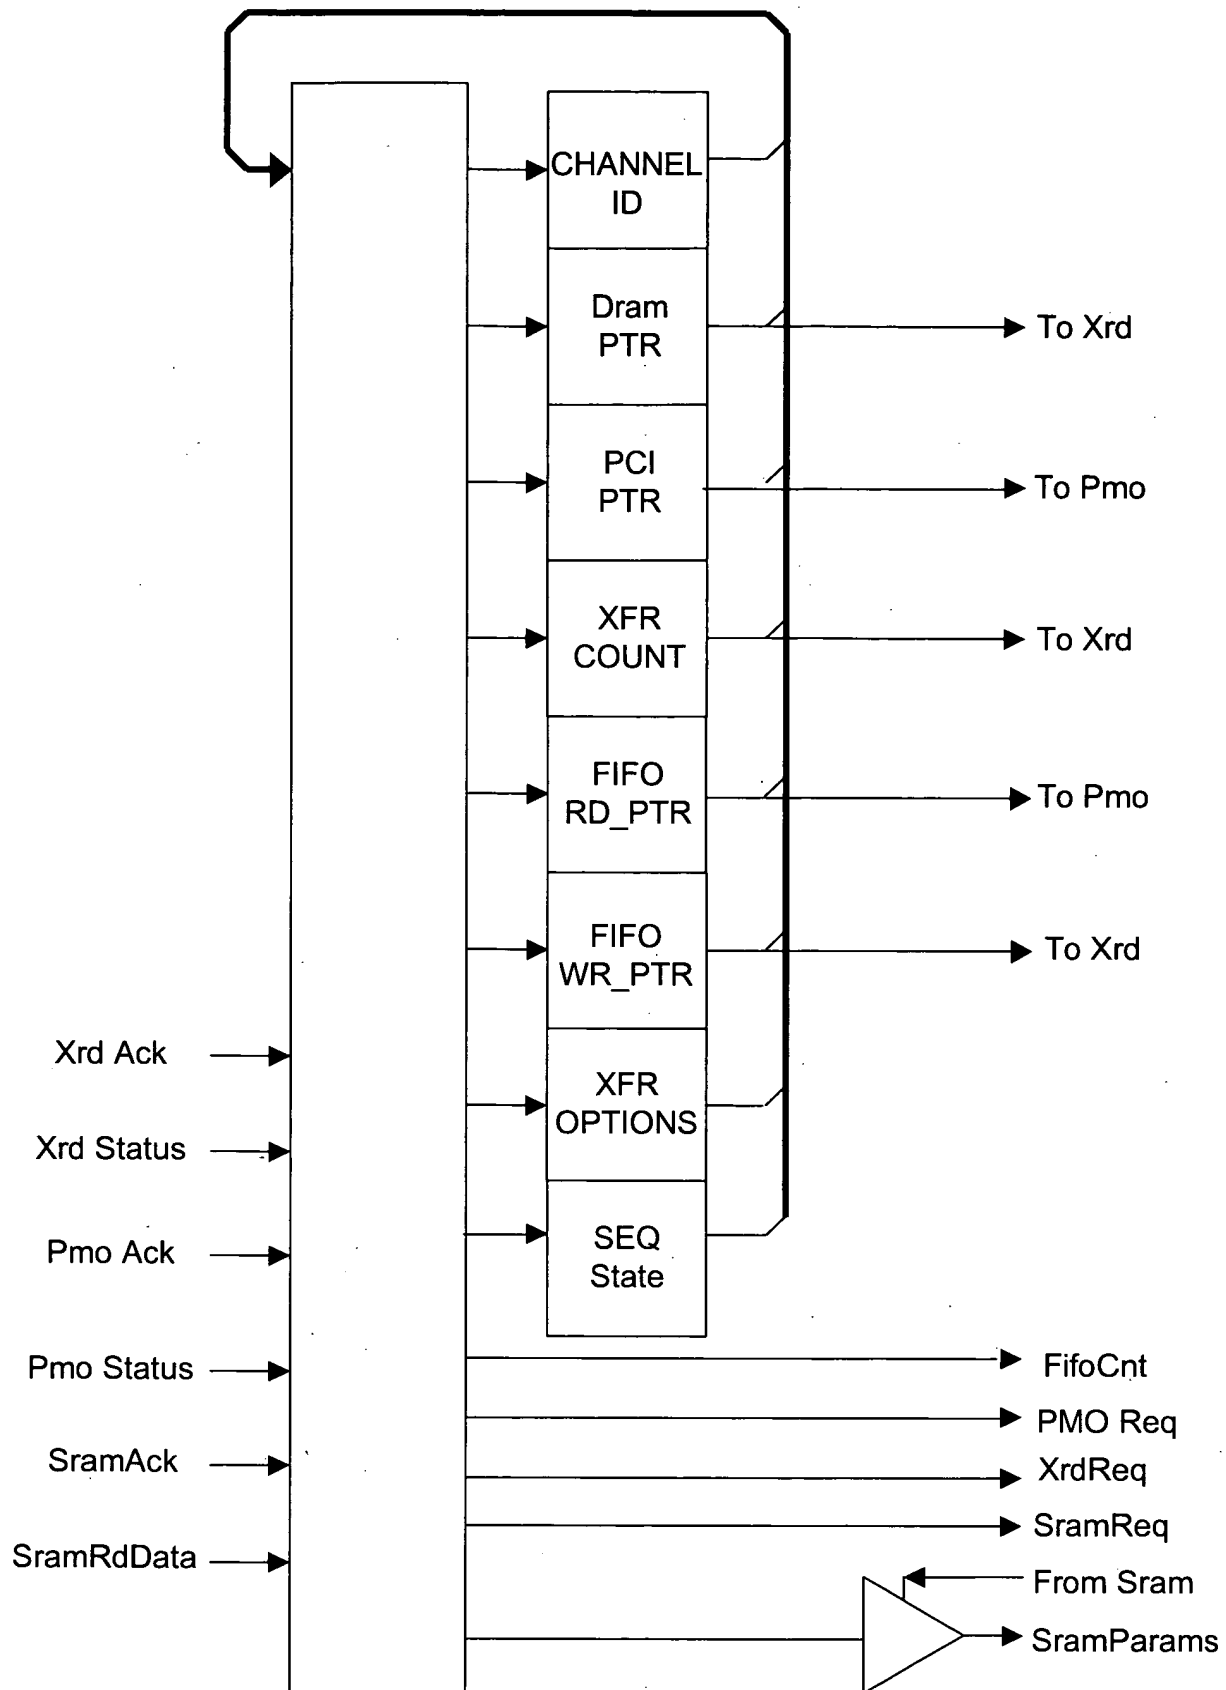 CHANNEL
ID
Dram
PTR
To Xrd
PCI
PTR
To Pmo
XFR
COUNT
To Xrd
FIFO
RD_PTR
To Pmo
FIFO
WR_PTR
To Xrd
Xrd Ack
XFR
OPTIONS
Xrd Status
Pmo Ack
SEQ
State
Pmo Status
FifoCnt
PMO Req
SramAck
XrdReq
SramReq
SramRdData
From Sram
SramParams